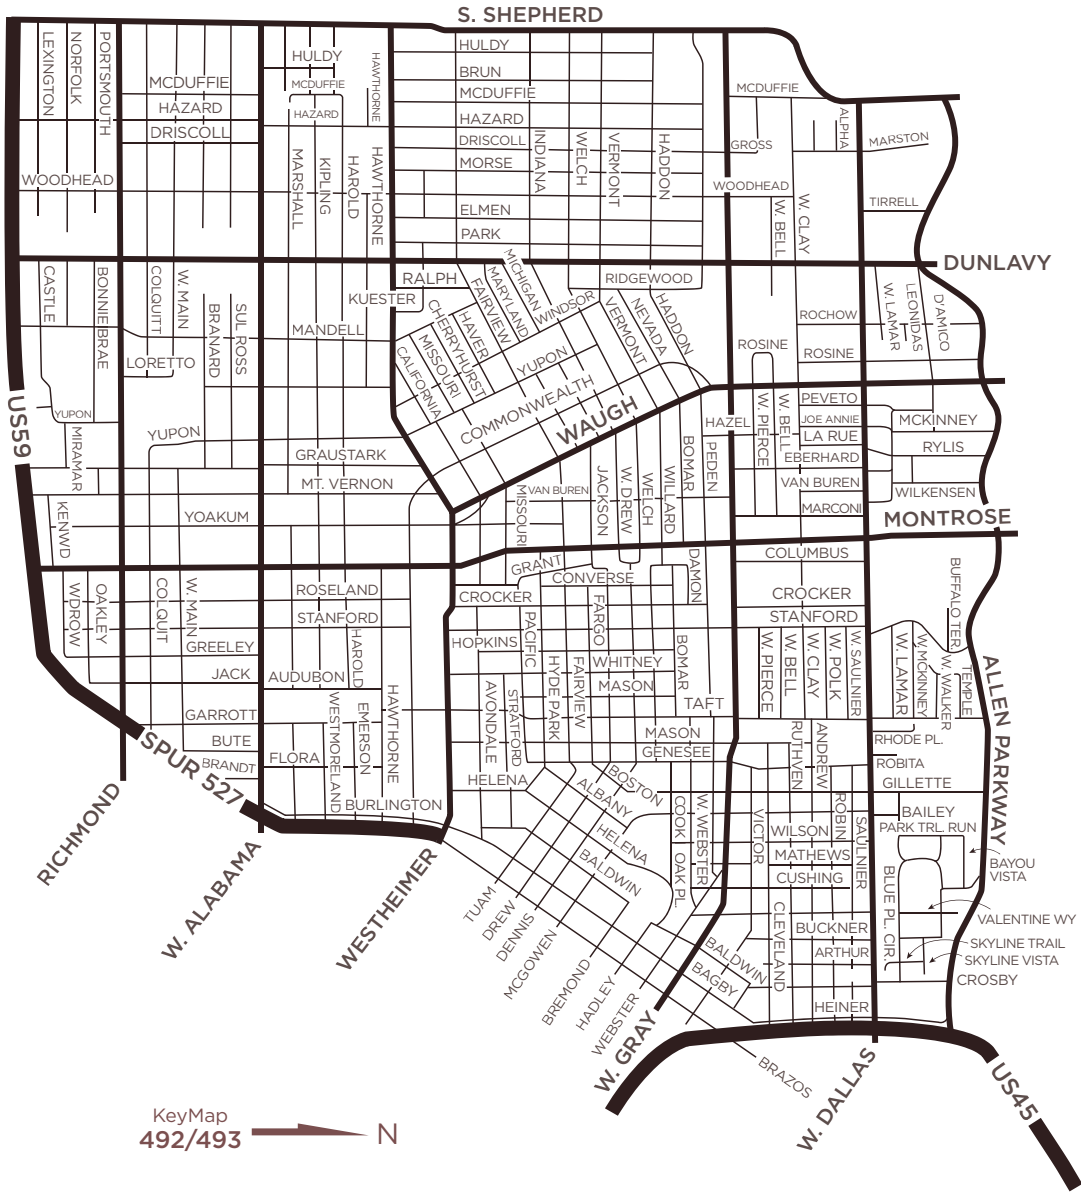 S. SHEPHERD
LEXINGTON
NORFOLK
PORTSMOUTH
MCDUFFIE
HAZARD
DRISCOLL
WOODHEAD
HULDY
MCDUFFIE
HAZARD
HAWTHORNE
MARSHALL
KIPLING
HAROLD
HAWTHORNE
HULDY
BRUN
MCDUFFIE
HAZARD
DRISCOLL
MORSE
ELMEN
PARK
INDIANA
WELCH
VERMONT
HADDON
MCDUFFIE
GROSS
ALPHA
MARSTON
WOODHEAD
W. BELL
W. CLAY
TIRRELL
DUNLAVY
CASTLE
BONNIE BRAE
COLQUITT
W. MAIN
BRANARD
SUL ROSS
LORETTO
MANDELL
KUESTER
RALPH
FAIRVIEW
MARYLAND
MICHIGAN
WINDSOR
RIDGEWOOD
VERMONT
NEVADA
HADDON
CHERRYHURST
HAVER
MISSOURI
CALIFORNIA
YUPON
COMMONWEALTH
WAUGH
ROCHOW
ROSINE
ROSINE
W. LAMAR
LEONIDAS
D'AMICO
US59
YUPON
MIRAMAR
YUPON
GRAUSTARK
MT. VERNON
YOAKUM
KENWD
MISSOURI
VAN BUREN
JACKSON
W. DREW
WELCH
WILLARD
BOMAR
PEDEN
HAZEL
W. PIERCE
W. BELL
PEVETO
JOE ANNIE
LA RUE
EBERHARD
VAN BUREN
MARCONI
MCKINNEY
RYLIS
WILKENSEN
MONTROSE
WDROW
OAKLEY
COLQUIT
W. MAIN
ROSELAND
STANFORD
GREELEY
JACK
GARROTT
BUTE
BRANDT
AUDUBON
HAROLD
FLORA
WESTMORELAND
EMERSON
HAWTHORNE
BURLINGTON
GRANT
CONVERSE
CROCKER
HOPKINS
PACIFIC
FARGO
DAMON
WHITNEY
MASON
BOMAR
TAFT
HYDE PARK
FAIRVIEW
AVONDALE
STRATFORD
MASON
GENESEE
HELENA
ALBANY
BOSTON
HELENA
BALDWIN
COOK
OAK PL.
W. WEBSTER
COLUMBUS
CROCKER
STANFORD
W. PIERCE
W. BELL
W. CLAY
W. POLK
W. SAULNIER
W. LAMAR
W. MCKINNEY
W. WALKER
BUFFALO TER.
TEMPLE
ALLEN PARKWAY
RHODE PL.
ROBITA
GILLETTE
RUTHVEN
ANDREW
ROBIN
SAULNIER
VICTOR
WILSON
MATHEWS
CUSHING
CLEVELAND
BUCKNER
ARTHUR
HEINER
BAILEY
PARK TRL. RUN
BLUE PL. CIR.
BAYOU
VISTA
VALENTINE WY
SKYLINE TRAIL
SKYLINE VISTA
CROSBY
SPUR 527
RICHMOND
W. ALABAMA
WESTHEIMER
TUAM
DREW
DENNIS
MCGOWEN
BREMOND
HADLEY
WEBSTER
BALDWIN
BAGBY
W. GRAY
BRAZOS
W. DALLAS
US45
KeyMap
492/493
N